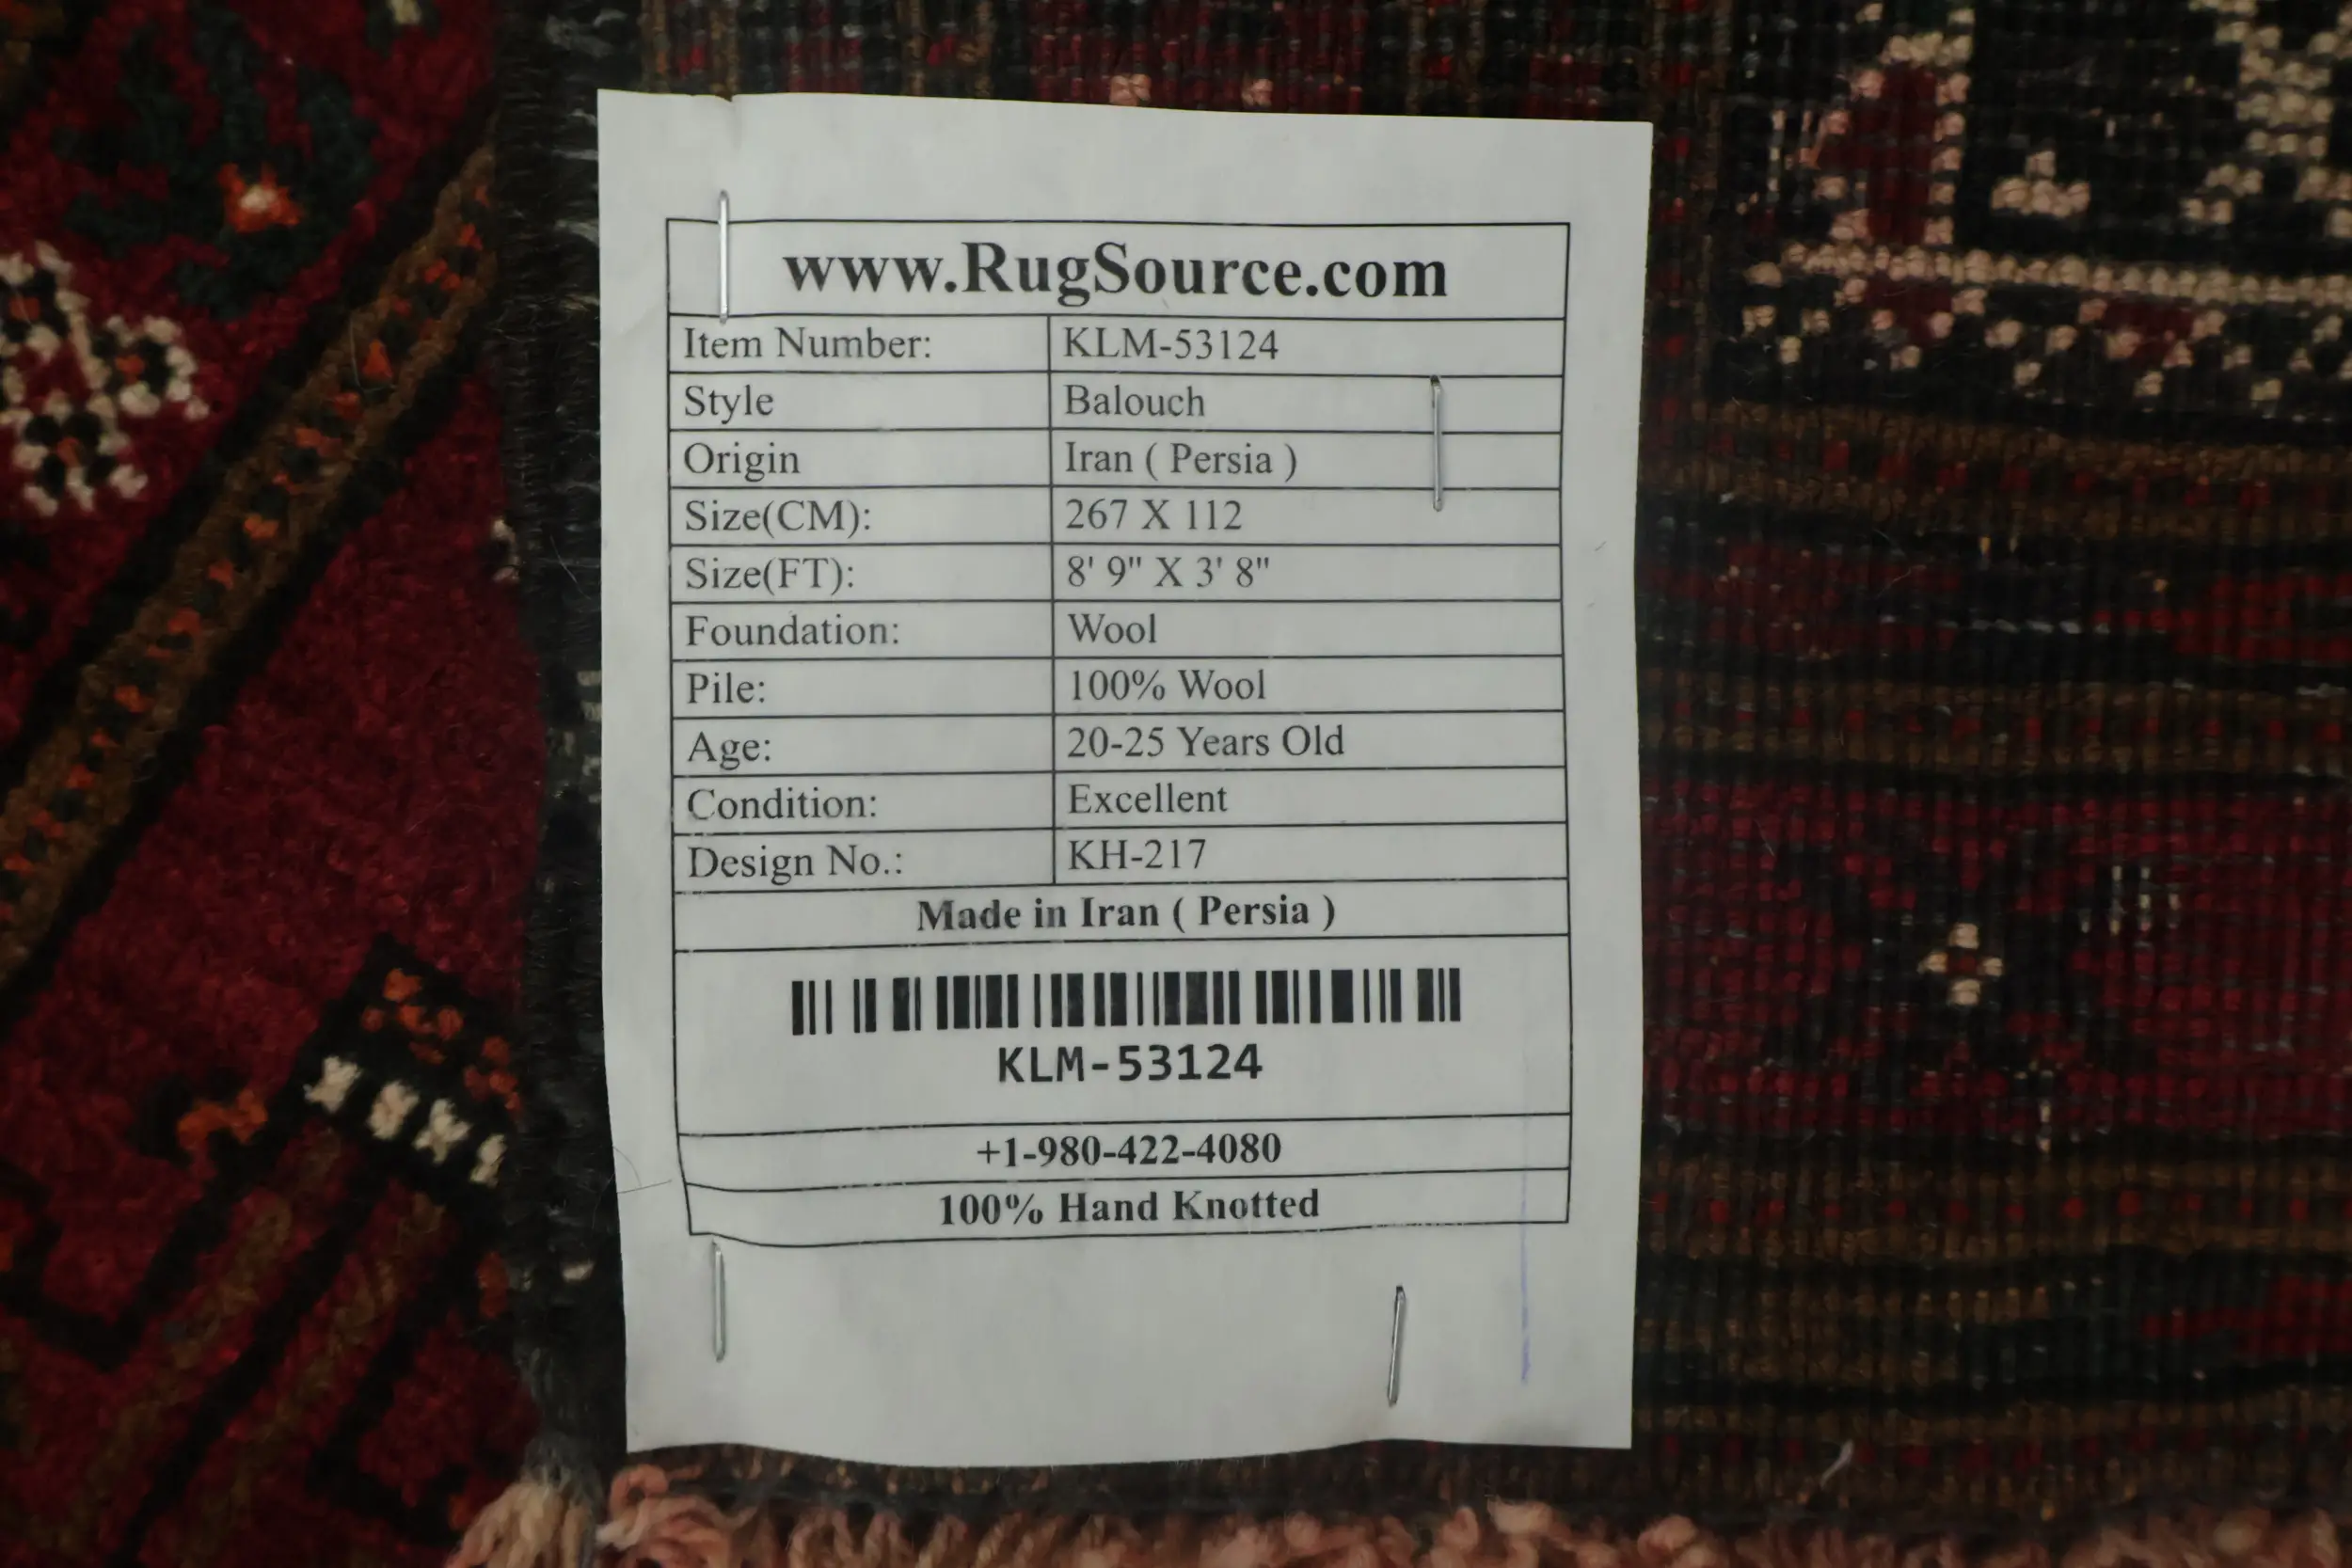 www.RugSource.com
Item Number: KLM-53124
Style Balouch
Origin Iran ( Persia )
Size(CM): 267 X 112
Size(FT): 8' 9" X 3' 8"
Foundation: Wool
Pile: 100% Wool
Age: 20-25 Years Old
Condition: Excellent
Design No.: KH-217
Made in Iran ( Persia )
KLM-53124
+1-980-422-4080
100% Hand Knotted